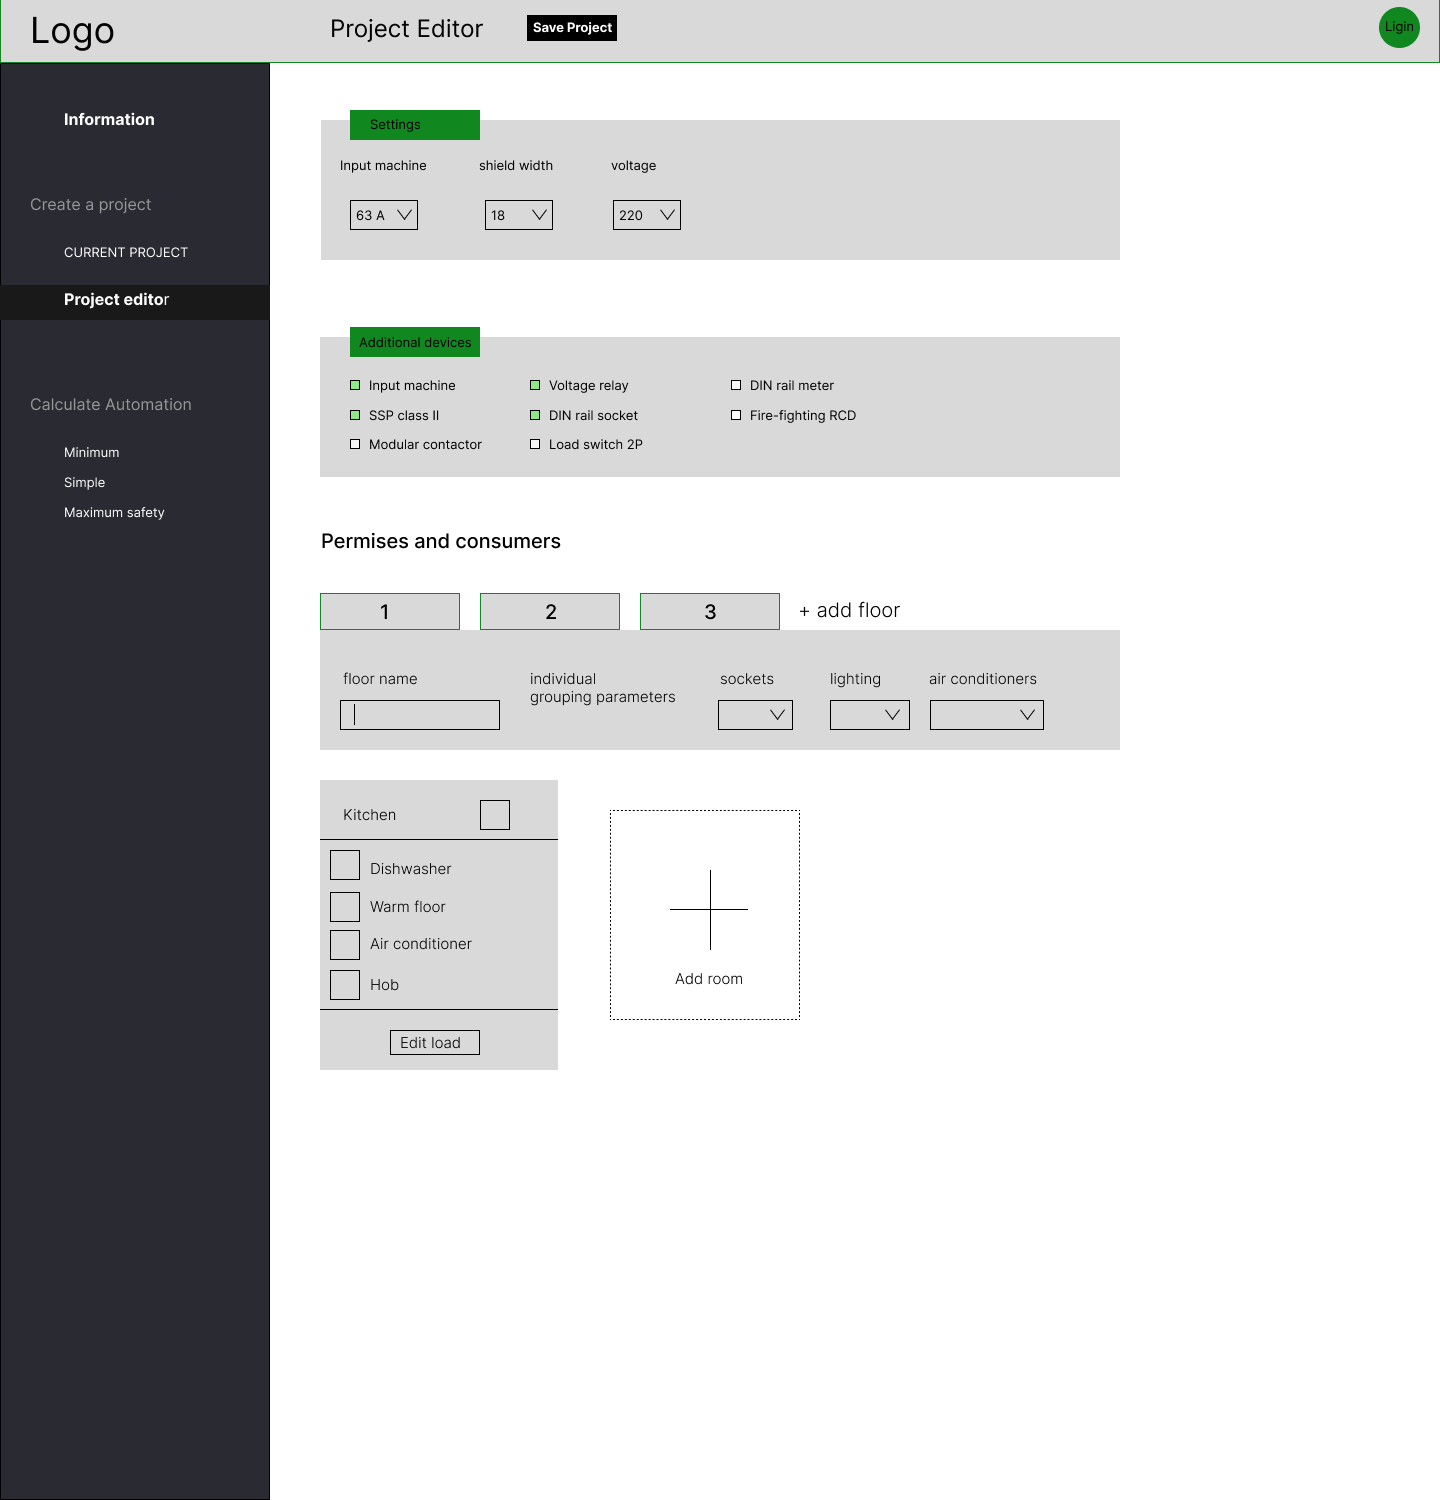 Logo
Project Editor
Save Project
Ligin
Information
Create a project
CURRENT PROJECT
Project editor
Calculate Automation
Minimum
Simple
Maximum safety
Settings
Input machine
shield width
voltage
63 A
18
220
Additional devices
Input machine
Voltage relay
DIN rail meter
SSP class II
DIN rail socket
Fire-fighting RCD
Modular contactor
Load switch 2P
Permises and consumers
1
2
3
+ add floor
floor name
individual
grouping parameters
sockets
lighting
air conditioners
Kitchen
Dishwasher
Warm floor
Air conditioner
Hob
Edit load
Add room